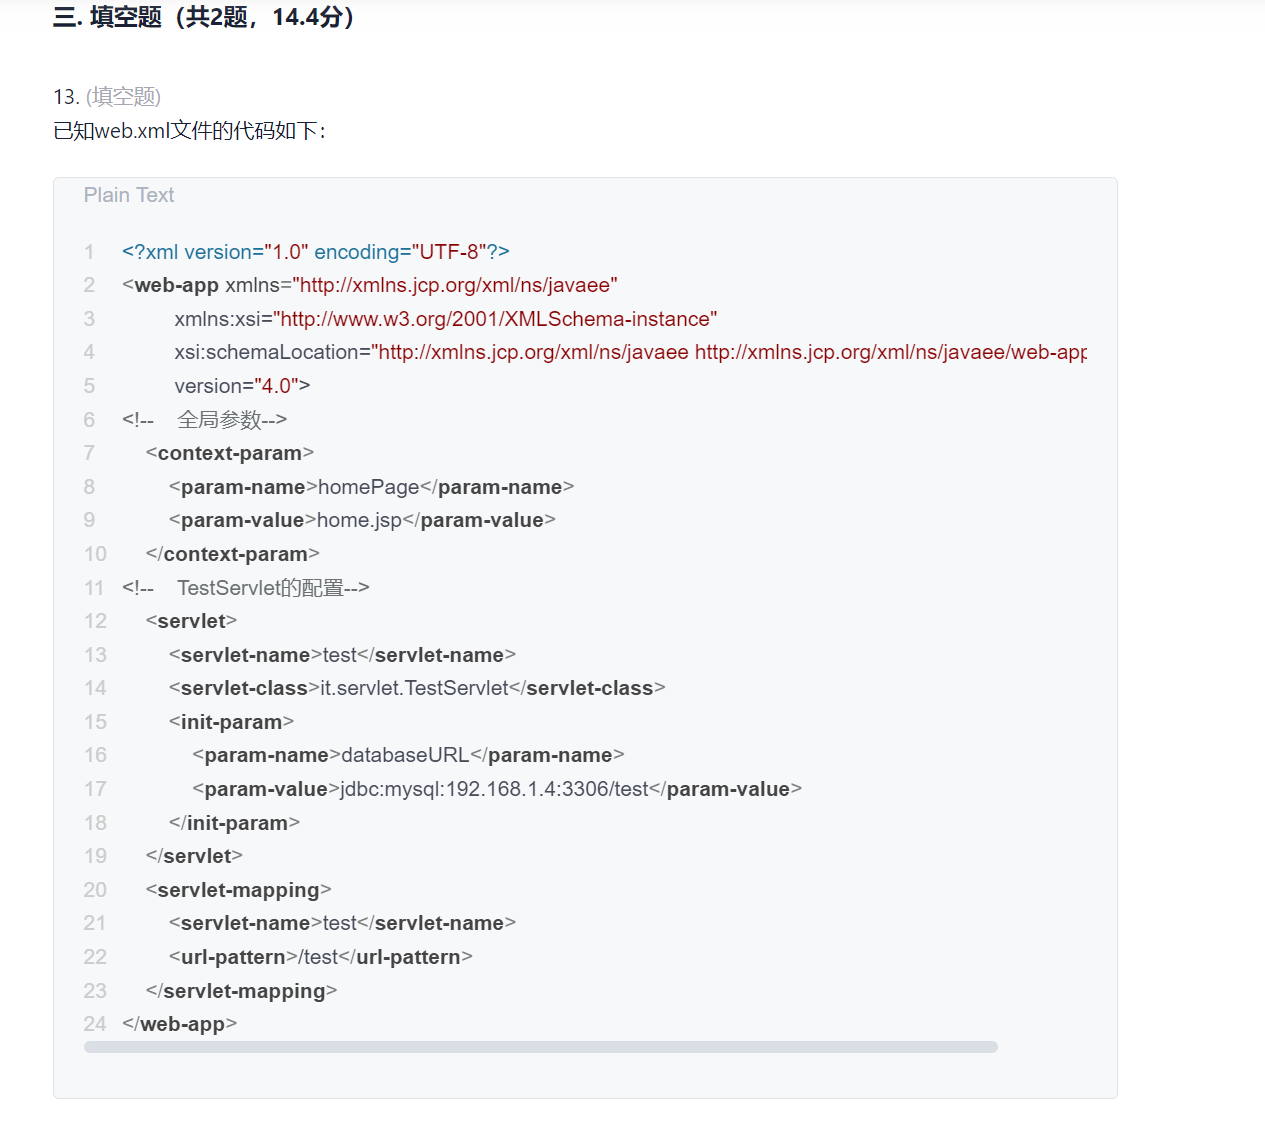 三. 填空题（共2题，14.4分）
13. (填空题)
已知web.xml文件的代码如下：
Plain Text
1 <?xml version="1.0" encoding="UTF-8"?>
2 <web-app xmlns="http://xmlns.jcp.org/xml/ns/javaee"
3 xmlns:xsi="http://www.w3.org/2001/XMLSchema-instance"
4 xsi:schemaLocation="http://xmlns.jcp.org/xml/ns/javaee http://xmlns.jcp.org/xml/ns/javaee/web-app
5 version="4.0">
6 <!-- 全局参数-->
7 <context-param>
8 <param-name>homePage</param-name>
9 <param-value>home.jsp</param-value>
10 </context-param>
11 <!-- TestServlet的配置-->
12 <servlet>
13 <servlet-name>test</servlet-name>
14 <servlet-class>it.servlet.TestServlet</servlet-class>
15 <init-param>
16 <param-name>databaseURL</param-name>
17 <param-value>jdbc:mysql:192.168.1.4:3306/test</param-value>
18 </init-param>
19 </servlet>
20 <servlet-mapping>
21 <servlet-name>test</servlet-name>
22 <url-pattern>/test</url-pattern>
23 </servlet-mapping>
24 </web-app>